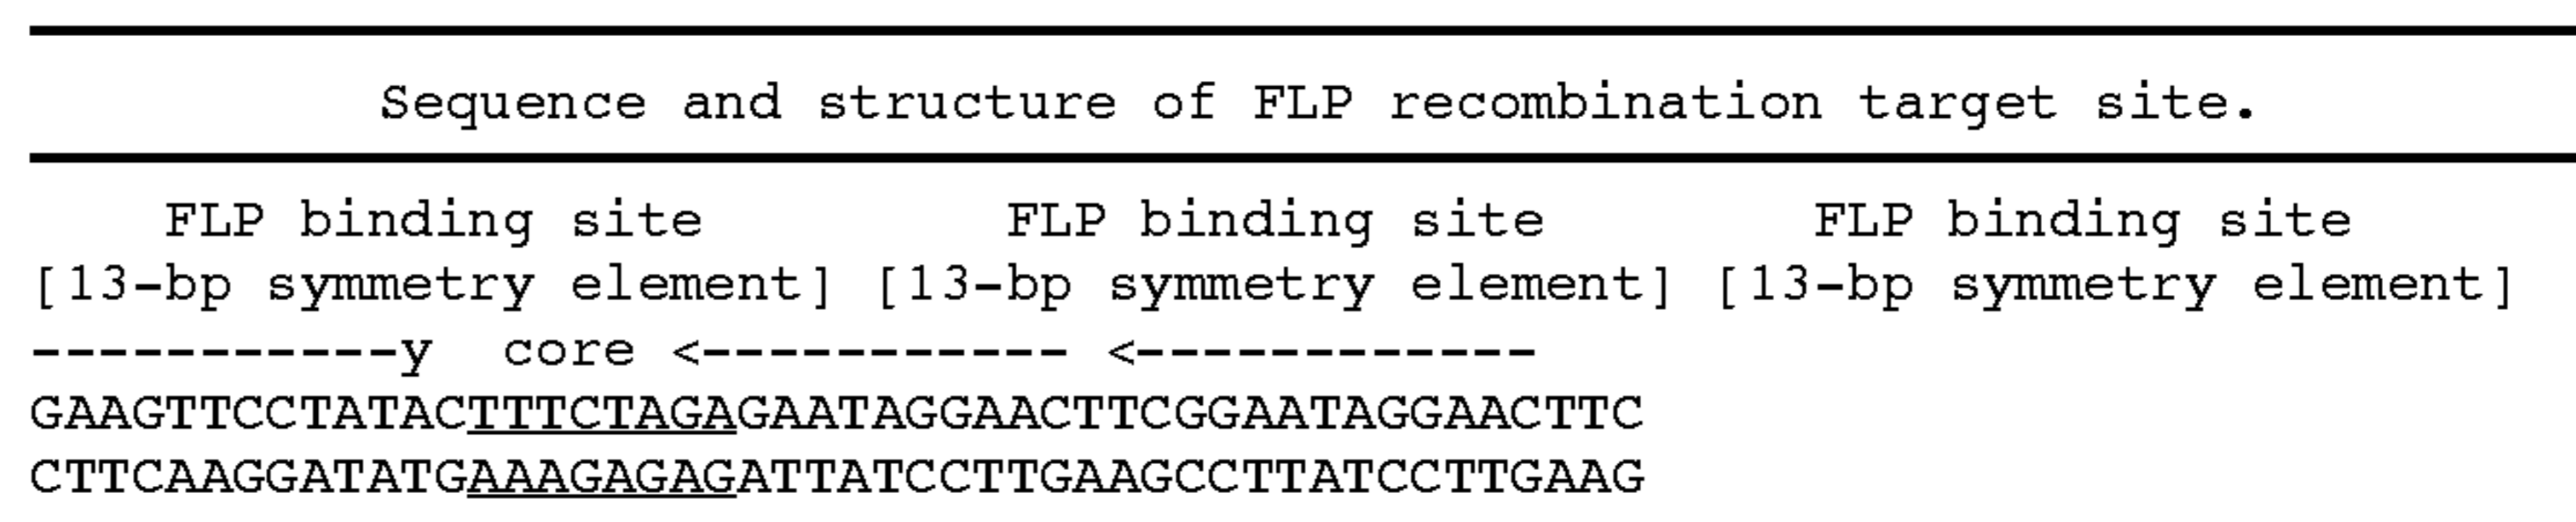 Sequence and structure of FLP recombination target site.
FLP binding site FLP binding site FLP binding site
[13-bp symmetry element] [13-bp symmetry element] [13-bp symmetry element]
-----------y core <----------- <------------
GAAGTTCCTATACTTTCTAGAGAATAGGAACTTCGGAATAGGAACTTC
CTTCAAGGATATGAAAGAGAGATTATCCTTGAAGCCTTATCCTTGAAG